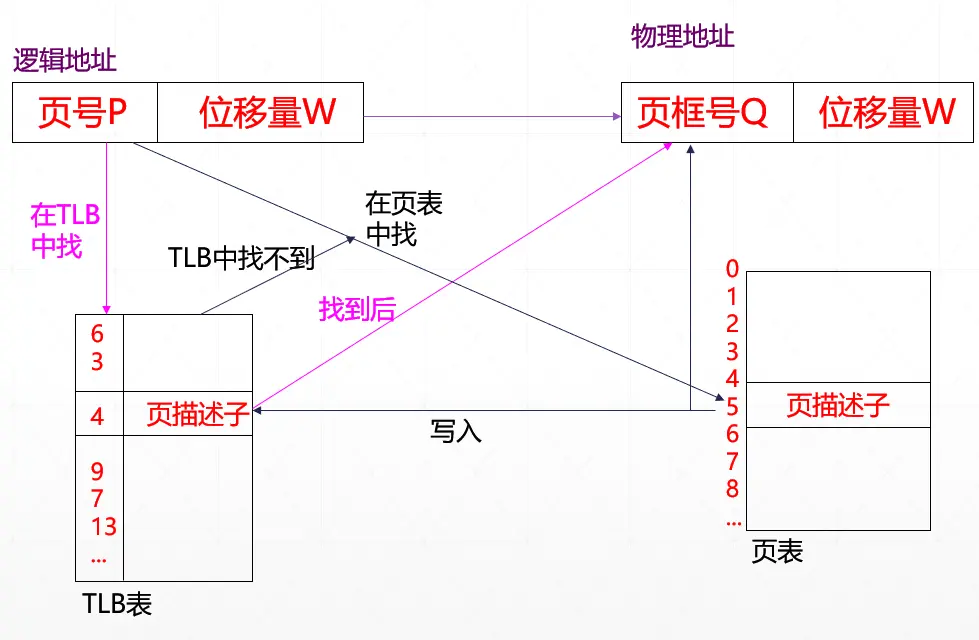 逻辑地址
物理地址
页号P
位移量W
页框号Q
位移量W
在TLB
中找
在页表
中找
TLB中找不到
找到后
6
3
4
页描述子
9
7
13
...
TLB表
写入
0
1
2
3
4
5
页描述子
6
7
8
...
页表